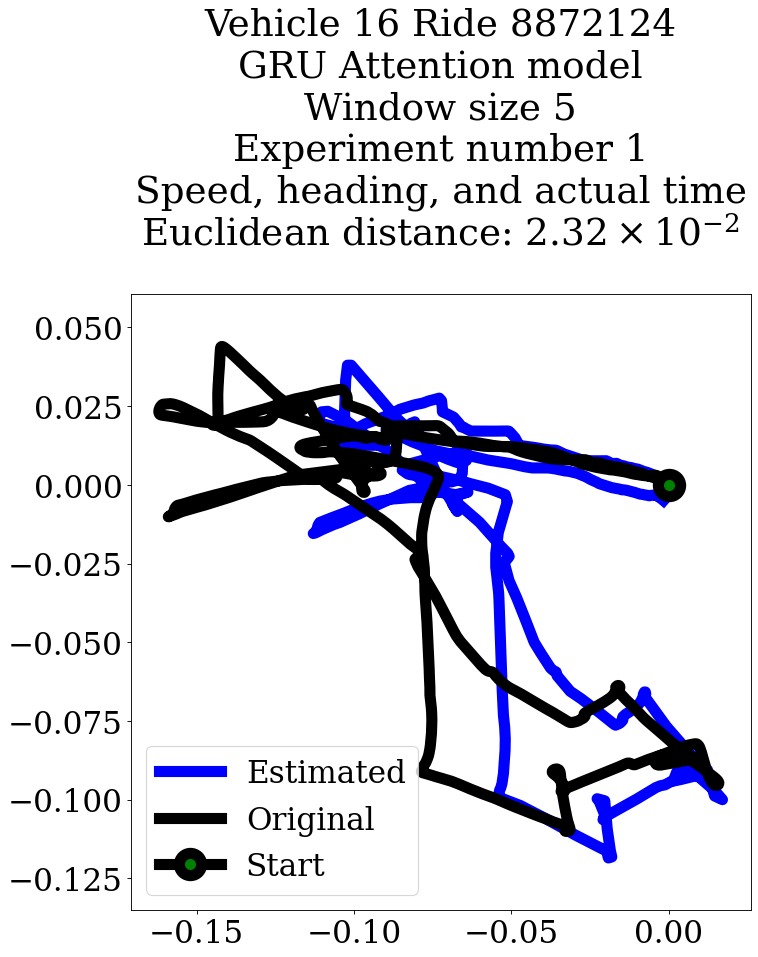 Vehicle 16 Ride 8872124
GRU Attention model
Window size 5
Experiment number 1
Speed, heading, and actual time
Euclidean distance: 2.32 × 10⁻²
0.050
0.025
0.000
−0.025
−0.050
−0.075
−0.100
−0.125
Estimated
Original
Start
−0.15
−0.10
−0.05
0.00